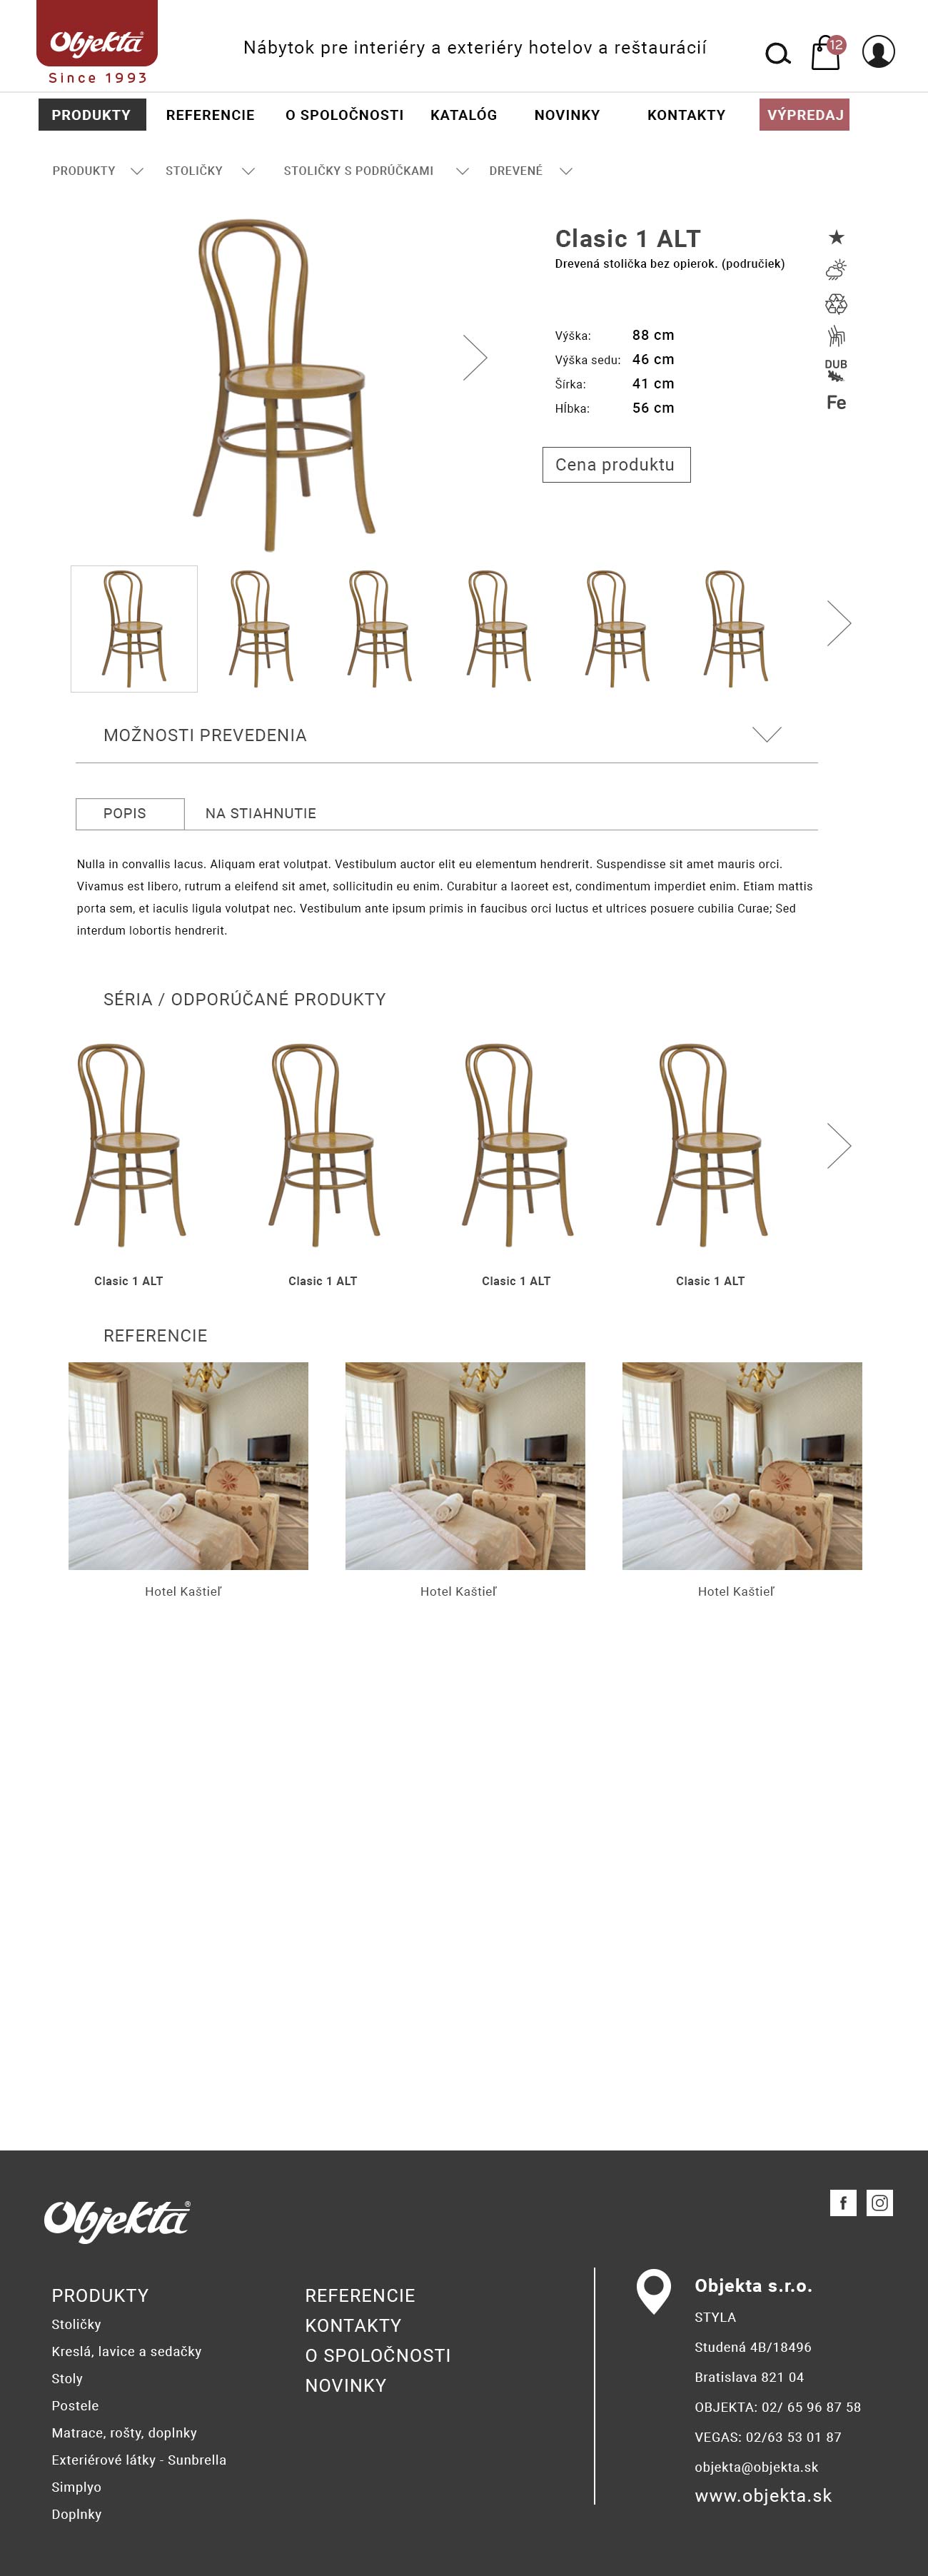 Objekta®
Since 1993
Nábytok pre interiéry a exteriéry hotelov a reštaurácií
12
PRODUKTY REFERENCIE O SPOLOČNOSTI KATALÓG NOVINKY KONTAKTY VÝPREDAJ
PRODUKTY STOLIČKY STOLIČKY S PODRÚČKAMI DREVENÉ
Clasic 1 ALT
Drevená stolička bez opierok. (područiek)
Výška: 88 cm
Výška sedu: 46 cm
Šírka: 41 cm
Hĺbka: 56 cm
DUB
Fe
Cena produktu
MOŽNOSTI PREVEDENIA
POPIS NA STIAHNUTIE
Nulla in convallis lacus. Aliquam erat volutpat. Vestibulum auctor elit eu elementum hendrerit. Suspendisse sit amet mauris orci.
Vivamus est libero, rutrum a eleifend sit amet, sollicitudin eu enim. Curabitur a laoreet est, condimentum imperdiet enim. Etiam mattis
porta sem, et iaculis ligula volutpat nec. Vestibulum ante ipsum primis in faucibus orci luctus et ultrices posuere cubilia Curae; Sed
interdum lobortis hendrerit.
SÉRIA / ODPORÚČANÉ PRODUKTY
Clasic 1 ALT Clasic 1 ALT Clasic 1 ALT Clasic 1 ALT
REFERENCIE
Hotel Kaštieľ Hotel Kaštieľ Hotel Kaštieľ
Objekta®
PRODUKTY
Stoličky
Kreslá, lavice a sedačky
Stoly
Postele
Matrace, rošty, doplnky
Exteriérové látky - Sunbrella
Simplyo
Doplnky
REFERENCIE
KONTAKTY
O SPOLOČNOSTI
NOVINKY
Objekta s.r.o.
STYLA
Studená 4B/18496
Bratislava 821 04
OBJEKTA: 02/ 65 96 87 58
VEGAS: 02/63 53 01 87
objekta@objekta.sk
www.objekta.sk